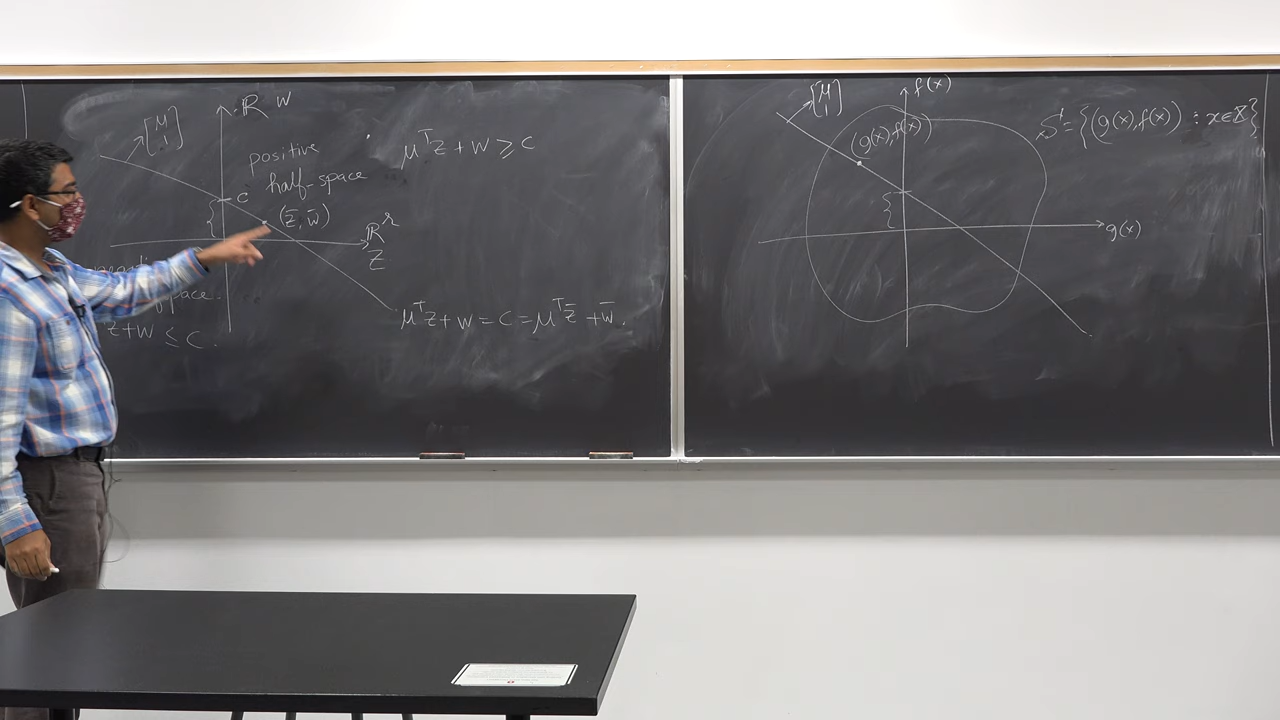 [μ 1]
ℝ w
positive
half-space
c
(z̄, w̄)
ℝʳ
z
μᵀz + w ≥ c
space.
z + w ≤ c.
μᵀz + w = c = μᵀz̄ + w̄.
[μ 1]
f(x)
(g(x), f(x))
g(x)
S = {(g(x), f(x)) : x ∈ X}